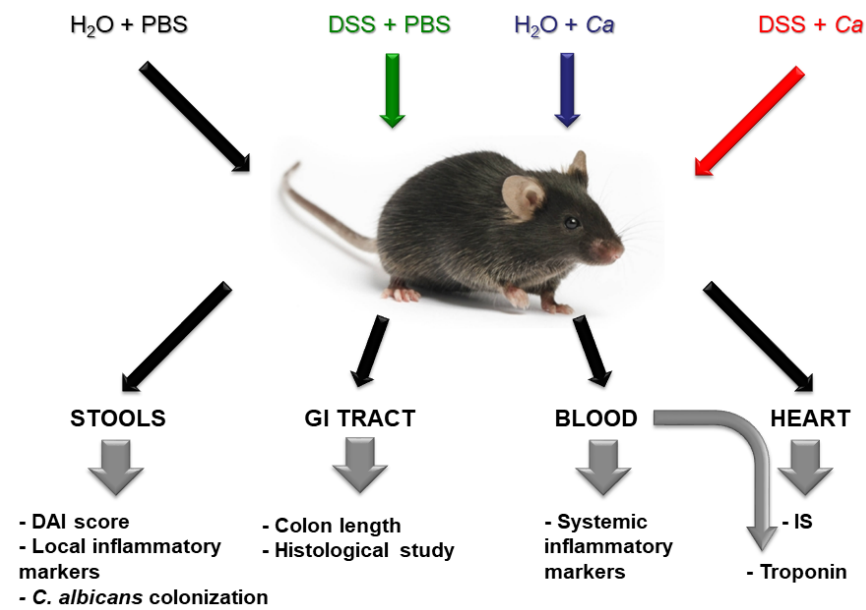 H₂O + PBS
DSS + PBS
H₂O + Ca
DSS + Ca
STOOLS
GI TRACT
BLOOD
HEART
- DAI score
- Local inflammatory
markers
- C. albicans colonization
- Colon length
- Histological study
- Systemic
inflammatory
markers
- IS
- Troponin